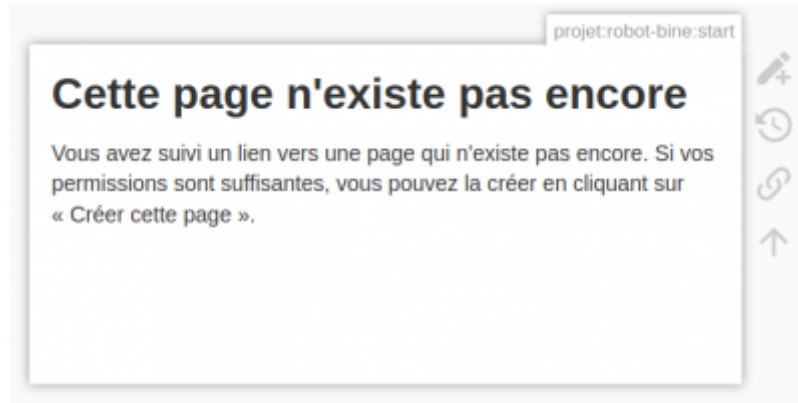 projet:robot-bine:start
Cette page n'existe pas encore
Vous avez suivi un lien vers une page qui n'existe pas encore. Si vos
permissions sont suffisantes, vous pouvez la créer en cliquant sur
« Créer cette page ».